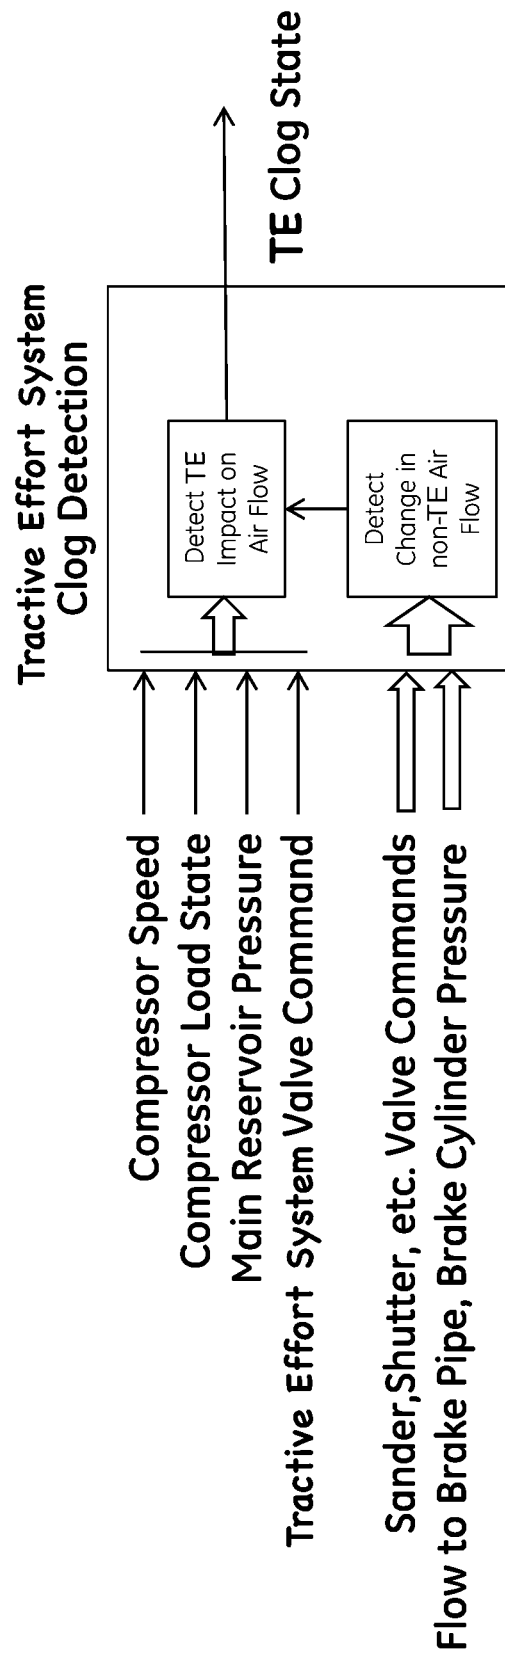 Tractive Effort System
Clog Detection
Compressor Speed
Compressor Load State
Main Reservoir Pressure
Tractive Effort System Valve Command
Sander,Shutter, etc. Valve Commands
Flow to Brake Pipe, Brake Cylinder Pressure
Detect TE
Impact on
Air Flow
Detect
Change in
non-TE Air
Flow
TE Clog State